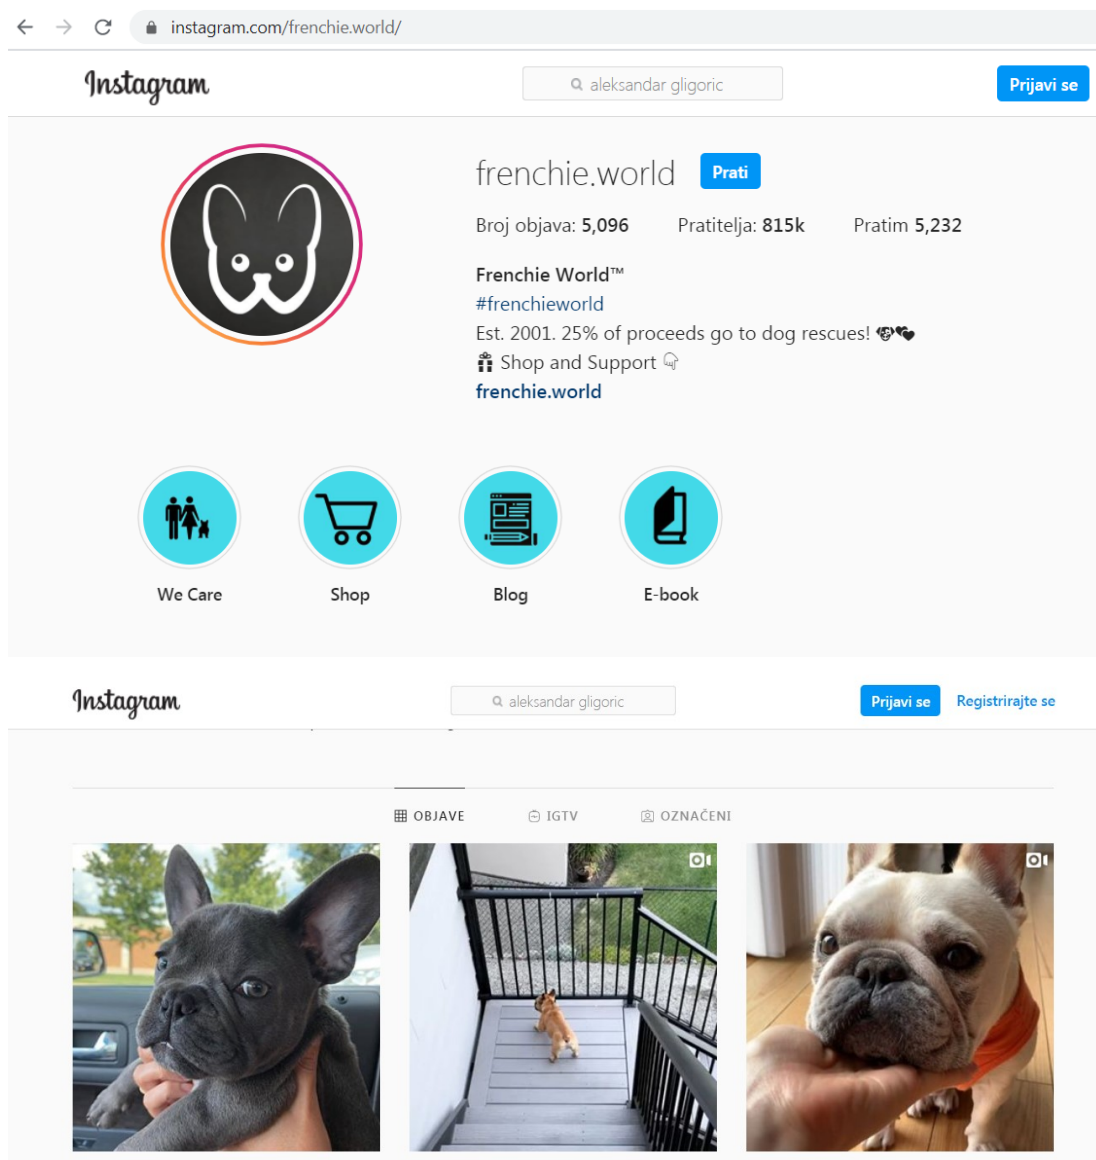 instagram.com/frenchie.world/
Instagram
aleksandar gligoric
Prijavi se
frenchie.world
Prati
Broj objava: 5,096
Pratitelja: 815k
Pratim 5,232
Frenchie World™
#frenchieworld
Est. 2001. 25% of proceeds go to dog rescues!
Shop and Support
frenchie.world
We Care
Shop
Blog
E-book
Instagram
aleksandar gligoric
Prijavi se
Registrirajte se
OBJAVE
IGTV
OZNAČENI